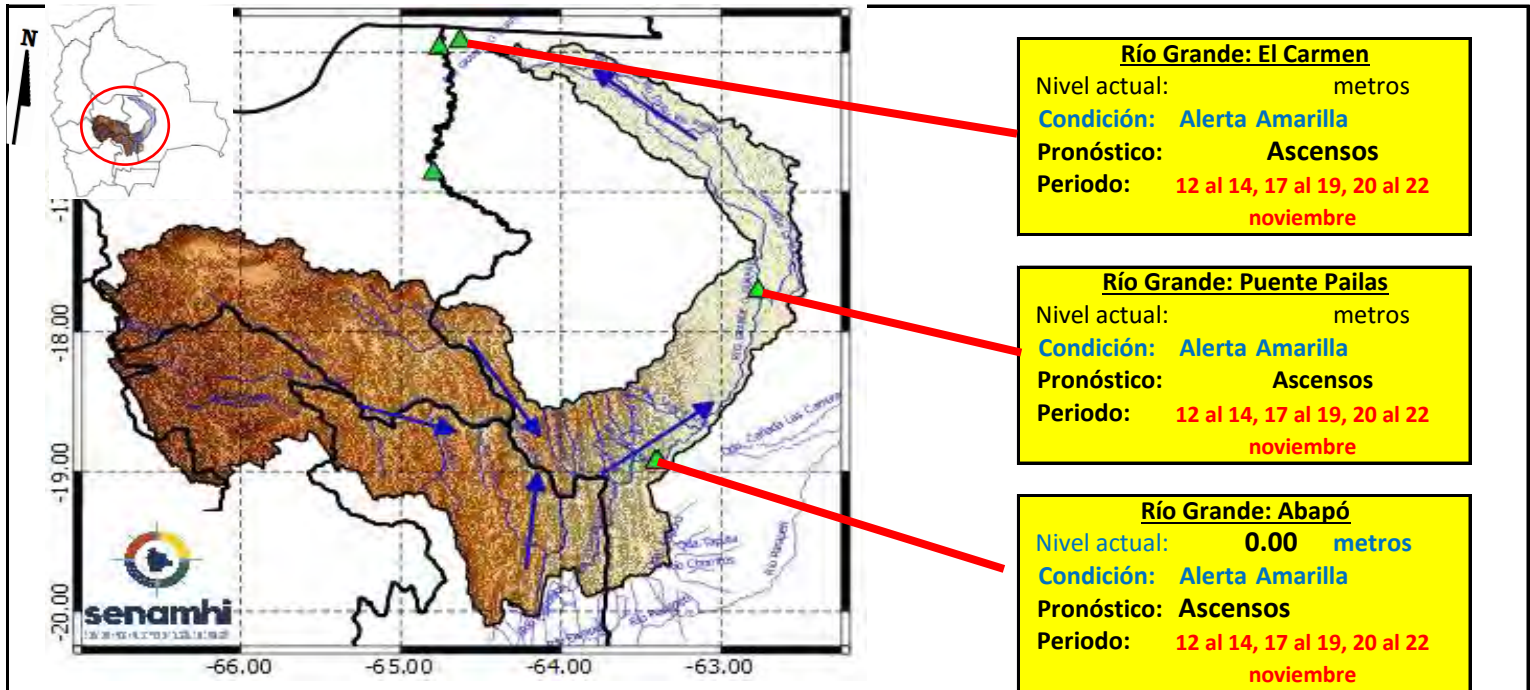 N
Río Grande: El Carmen
Nivel actual: metros
Condición: Alerta Amarilla
Pronóstico: Ascensos
Periodo: 12 al 14, 17 al 19, 20 al 22
noviembre
Río Grande: Puente Pailas
Nivel actual: metros
Condición: Alerta Amarilla
Pronóstico: Ascensos
Periodo: 12 al 14, 17 al 19, 20 al 22
noviembre
Río Grande: Abapó
Nivel actual: 0.00 metros
Condición: Alerta Amarilla
Pronóstico: Ascensos
Periodo: 12 al 14, 17 al 19, 20 al 22
noviembre
-18.00
-19.00
-20.00
-66.00 -65.00 -64.00 -63.00
senamhi